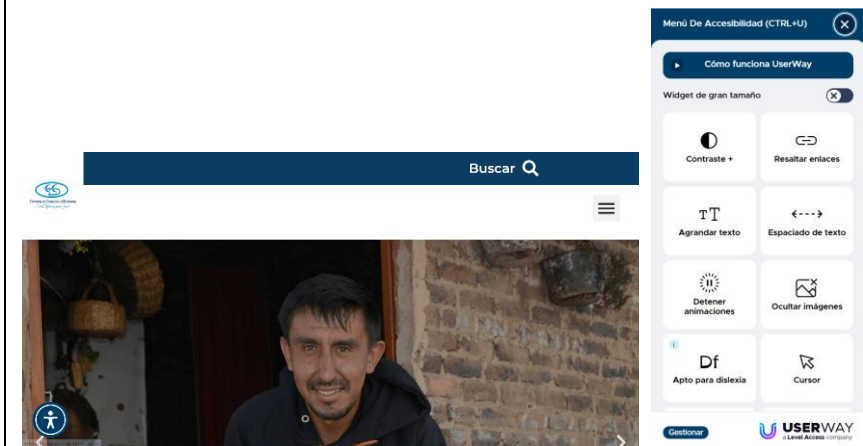 Buscar
Menú De Accesibilidad (CTRL+U)
Cómo funciona UserWay
Widget de gran tamaño
Contraste +
Resaltar enlaces
Agrandar texto
Espaciado de texto
Detener
animaciones
Ocultar imágenes
Df
Apto para dislexia
Cursor
Gestionar
USERWAY
a Level Access company